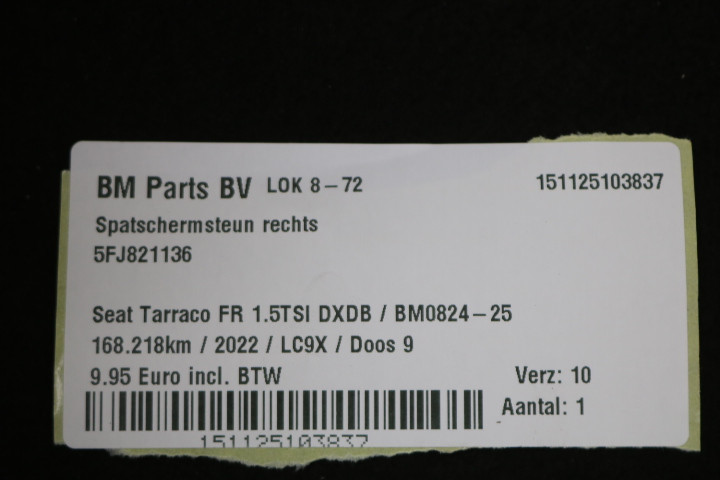 BM Parts BV LOK 8-72 151125103837
Spatschermsteun rechts
5FJ821136
Seat Tarraco FR 1.5TSI DXDB / BM0824-25
168.218km / 2022 / LC9X / Doos 9
9.95 Euro incl. BTW Verz: 10
Aantal: 1
151125103837